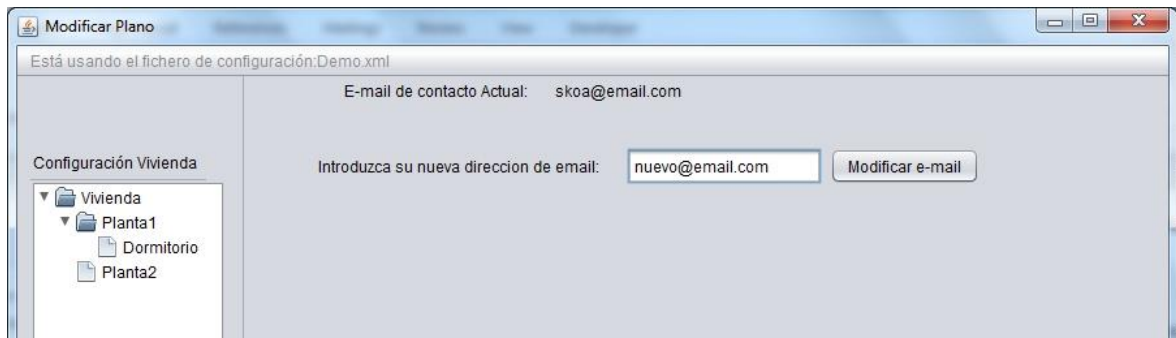 Modificar Plano
Está usando el fichero de configuración:Demo.xml
E-mail de contacto Actual: skoa@email.com
Configuración Vivienda
Introduzca su nueva direccion de email: nuevo@email.com Modificar e-mail
Vivienda
Planta1
Dormitorio
Planta2